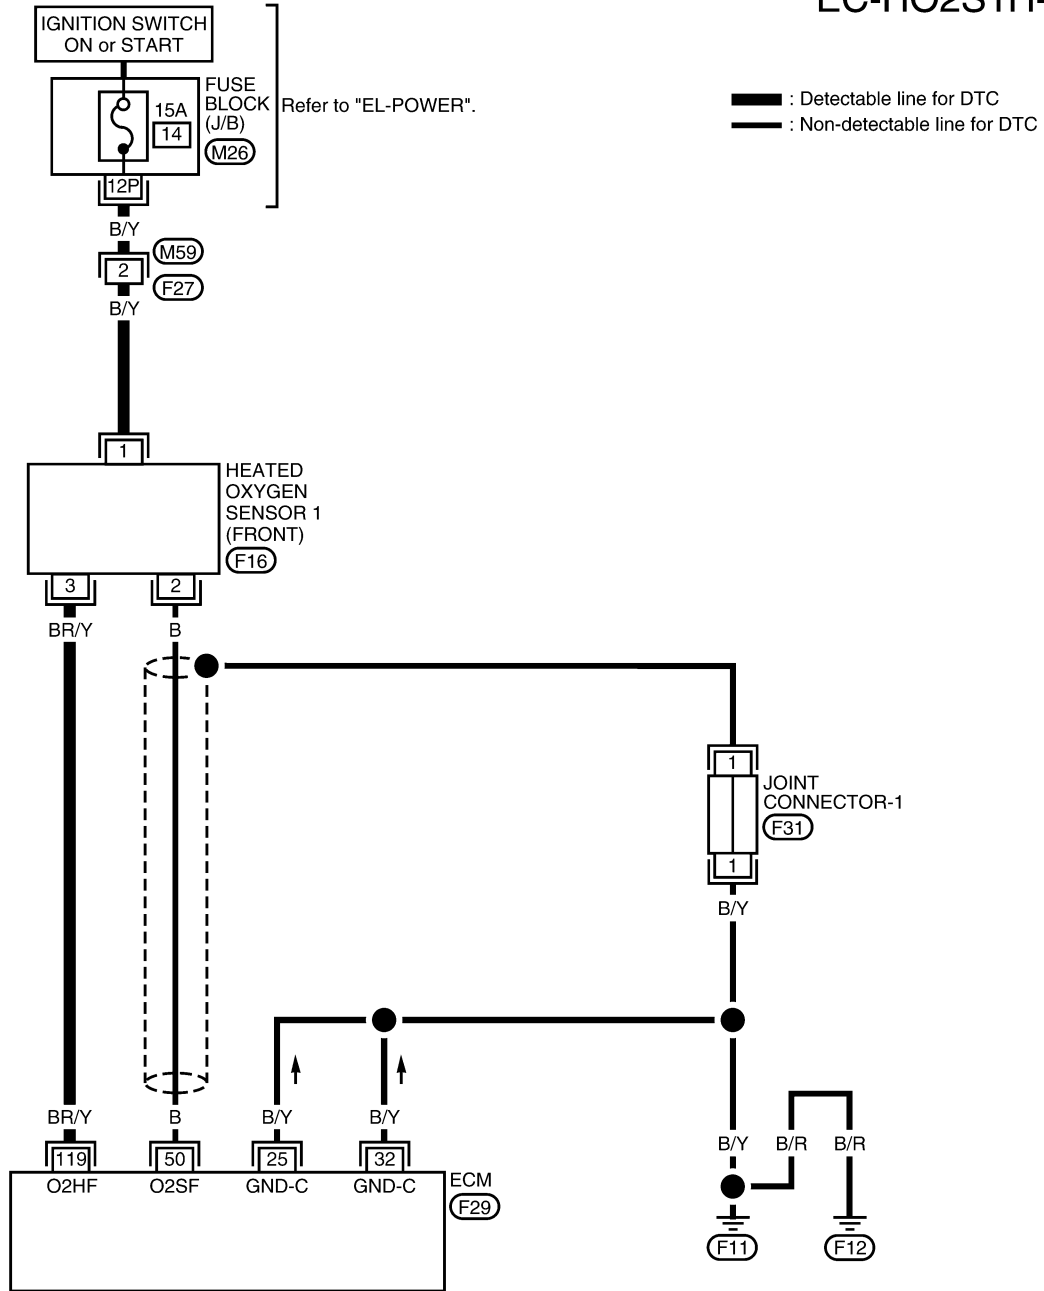 EC-HO2S1H-
IGNITION SWITCH
ON or START
FUSE
BLOCK
(J/B)
M26
15A
14
Refer to "EL-POWER".
: Detectable line for DTC
: Non-detectable line for DTC
12P
B/Y
M59
2
F27
B/Y
1
HEATED
OXYGEN
SENSOR 1
(FRONT)
F16
3
2
BR/Y
B
1
JOINT
CONNECTOR-1
F31
1
B/Y
BR/Y
B
B/Y
B/Y
B/Y
B/R
B/R
119
50
25
32
O2HF
O2SF
GND-C
GND-C
ECM
F29
F11
F12